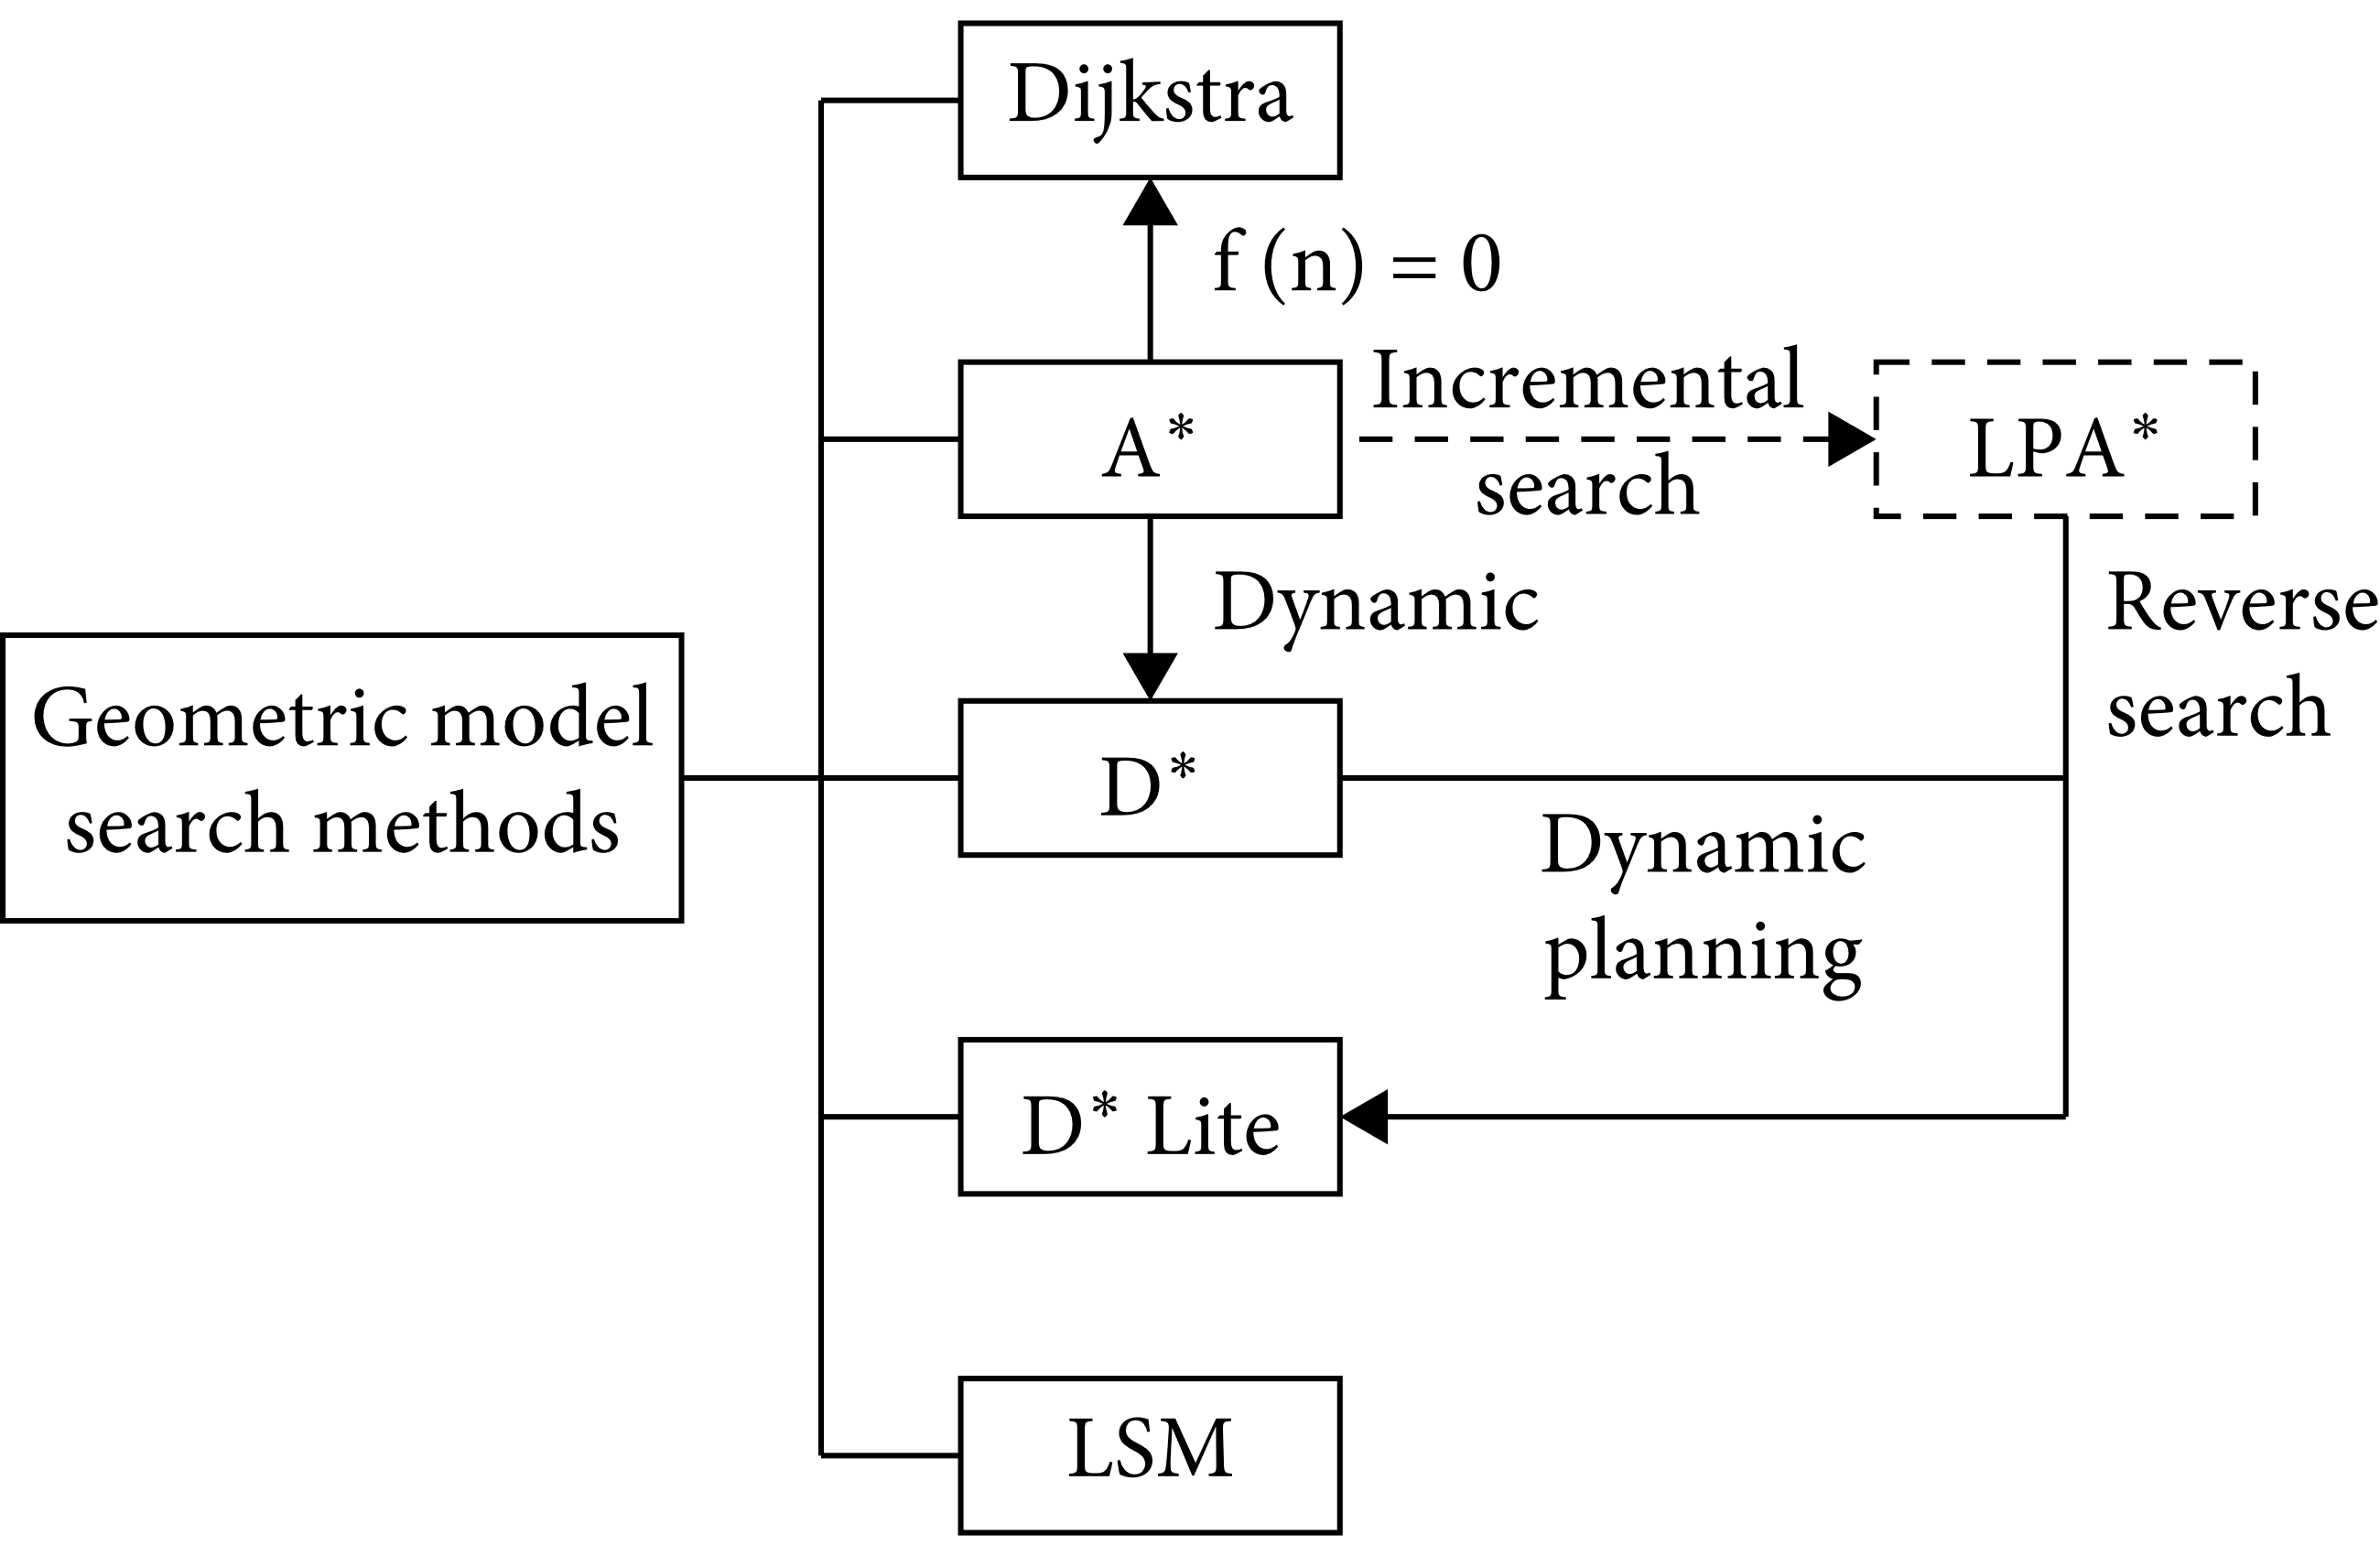 Dijkstra
f (n) = 0
A*
Incremental
search
LPA*
Dynamic
Reverse
search
Geometric model
search methods
D*
Dynamic
planning
D* Lite
LSM